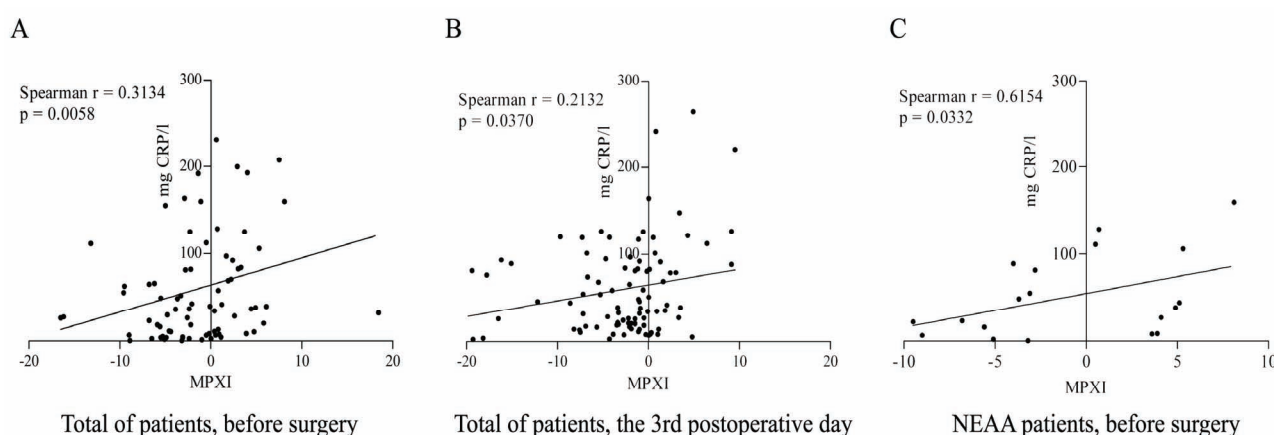 A
Spearman r = 0.3134
p = 0.0058
mg CRP/l
300
200
100
-20
-10
0
10
20
MPXI
Total of patients, before surgery
B
Spearman r = 0.2132
p = 0.0370
mg CRP/l
300
200
100
-20
-10
0
10
20
MPXI
Total of patients, the 3rd postoperative day
C
Spearman r = 0.6154
p = 0.0332
mg CRP/l
300
200
100
-10
-5
0
5
10
MPXI
NEAA patients, before surgery